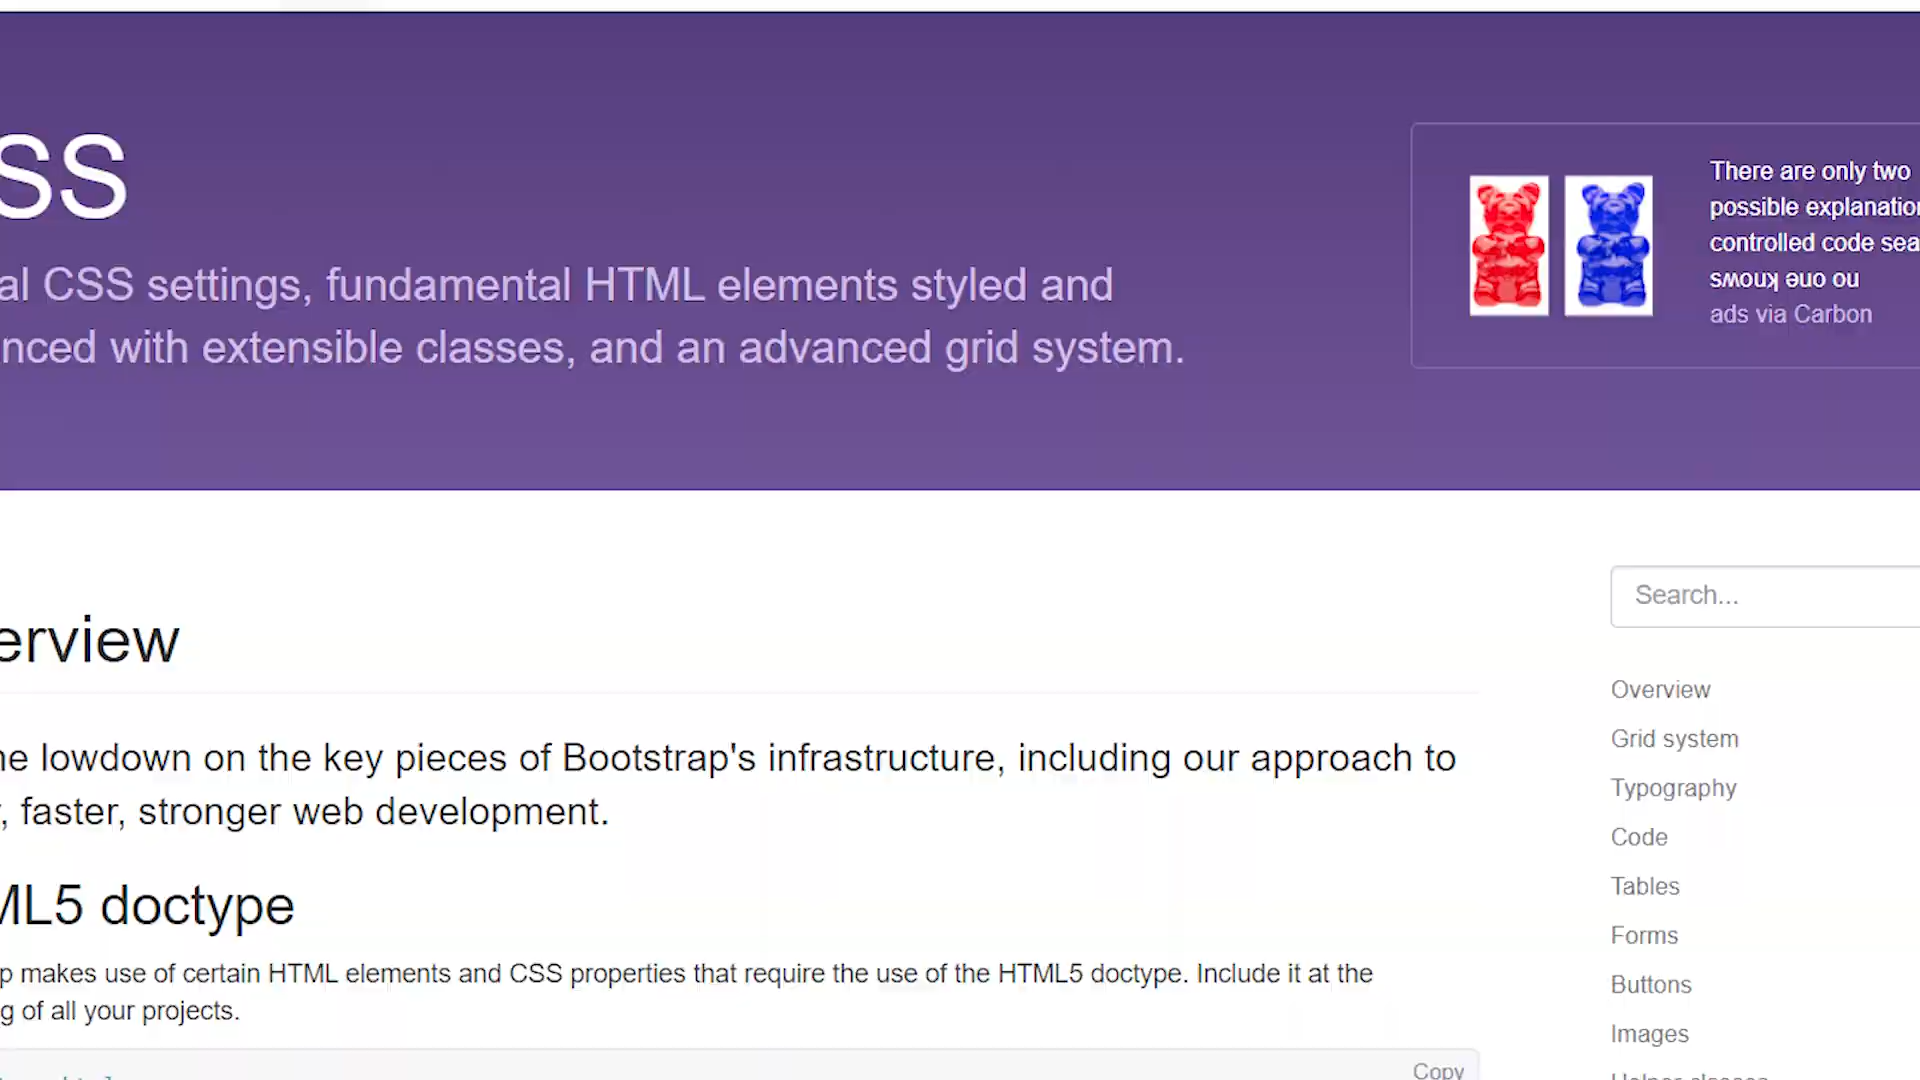 SS
al CSS settings, fundamental HTML elements styled and
nced with extensible classes, and an advanced grid system.
There are only two
possible explanation
controlled code sea
sʍouʞ ǝuo ou
ads via Carbon
erview
he lowdown on the key pieces of Bootstrap's infrastructure, including our approach to
, faster, stronger web development.
ML5 doctype
p makes use of certain HTML elements and CSS properties that require the use of the HTML5 doctype. Include it at the
g of all your projects.
Copy
Search...
Overview
Grid system
Typography
Code
Tables
Forms
Buttons
Images